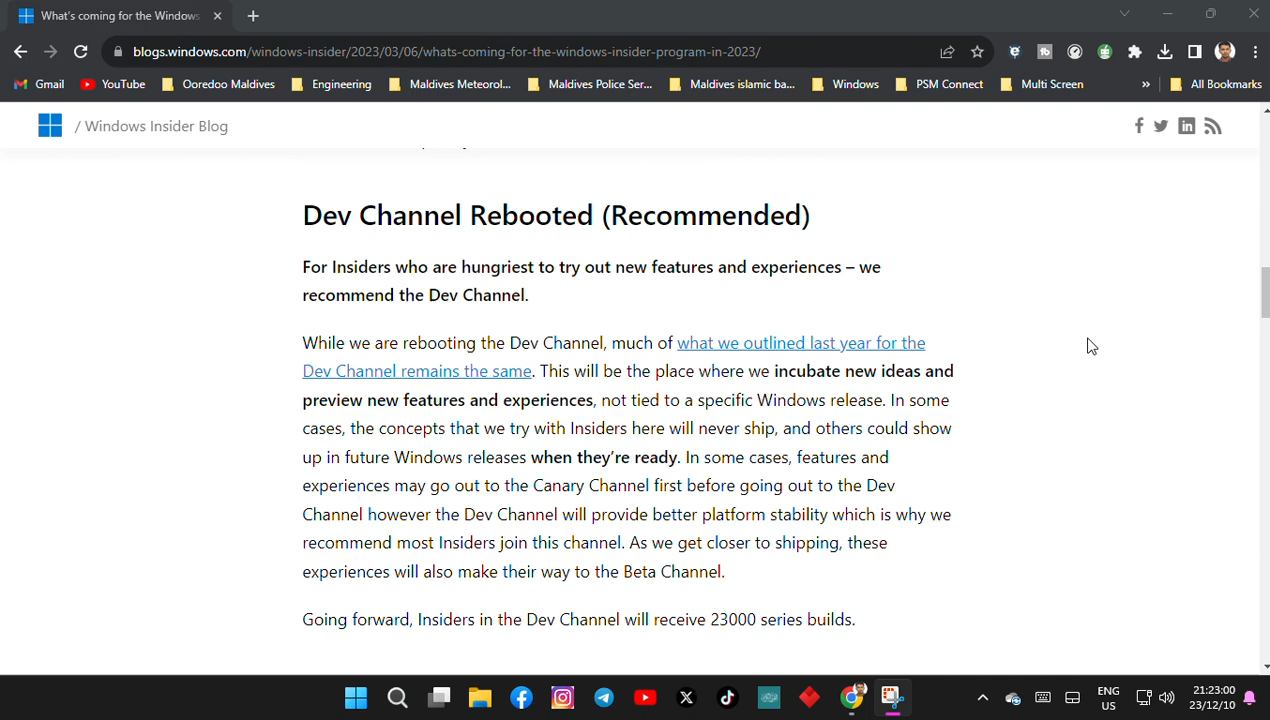 What's coming for the Windows
blogs.windows.com/windows-insider/2023/03/06/whats-coming-for-the-windows-insider-program-in-2023/
Gmail YouTube Ooredoo Maldives Engineering Maldives Meteorol... Maldives Police Ser... Maldives islamic ba... Windows PSM Connect Multi Screen » All Bookmarks
/ Windows Insider Blog
Dev Channel Rebooted (Recommended)
For Insiders who are hungriest to try out new features and experiences – we
recommend the Dev Channel.
While we are rebooting the Dev Channel, much of what we outlined last year for the
Dev Channel remains the same. This will be the place where we incubate new ideas and
preview new features and experiences, not tied to a specific Windows release. In some
cases, the concepts that we try with Insiders here will never ship, and others could show
up in future Windows releases when they're ready. In some cases, features and
experiences may go out to the Canary Channel first before going out to the Dev
Channel however the Dev Channel will provide better platform stability which is why we
recommend most Insiders join this channel. As we get closer to shipping, these
experiences will also make their way to the Beta Channel.
Going forward, Insiders in the Dev Channel will receive 23000 series builds.
ENG 21:23:00
US 23/12/10